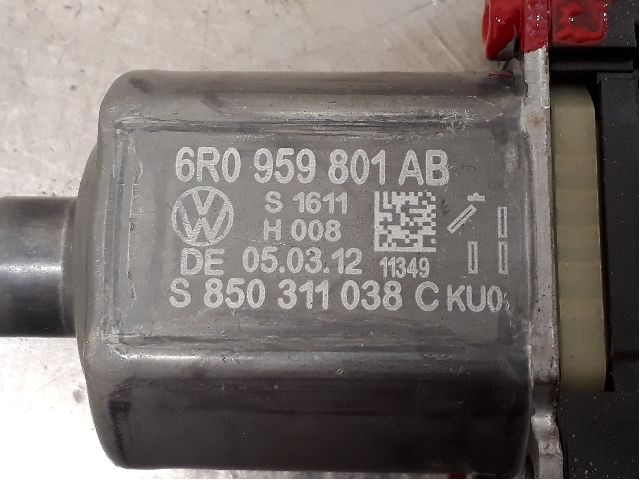 6R0 959 801 AB
S 1611
H 008
DE 05.03.12 11349
S 850 311 038 C